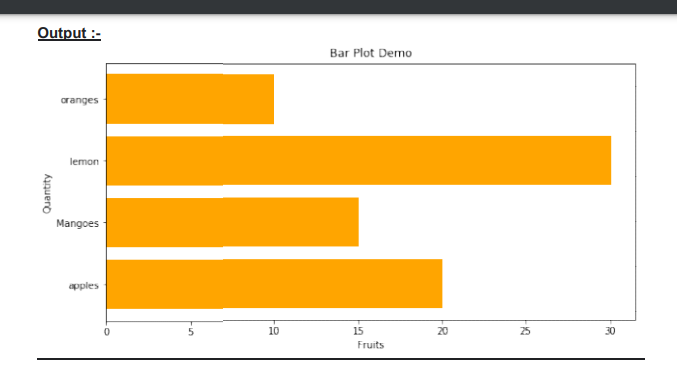 Output :-
Bar Plot Demo
oranges
lemon
Mangoes
apples
Quantity
0 5 10 15 20 25 30
Fruits